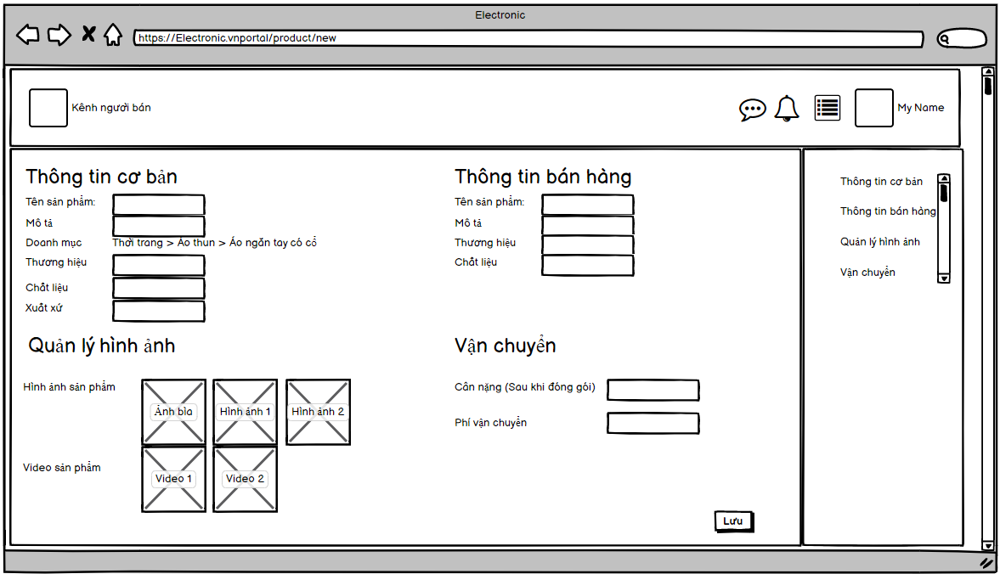 Electronic
https://Electronic.vnportal/product/new
Kênh người bán
My Name
Thông tin cơ bản
Tên sản phẩm:
Mô tả
Doanh mục
Thời trang > Áo thun > Áo ngắn tay có cổ
Thương hiệu
Chất liệu
Xuất xứ
Thông tin bán hàng
Tên sản phẩm:
Mô tả
Thương hiệu
Chất liệu
Quản lý hình ảnh
Hình ảnh sản phẩm
Ảnh bìa
Hình ảnh 1
Hình ảnh 2
Video sản phẩm
Video 1
Video 2
Vận chuyển
Cân nặng (Sau khi đóng gói)
Phí vận chuyển
Lưu
Thông tin cơ bản
Thông tin bán hàng
Quản lý hình ảnh
Vận chuyển